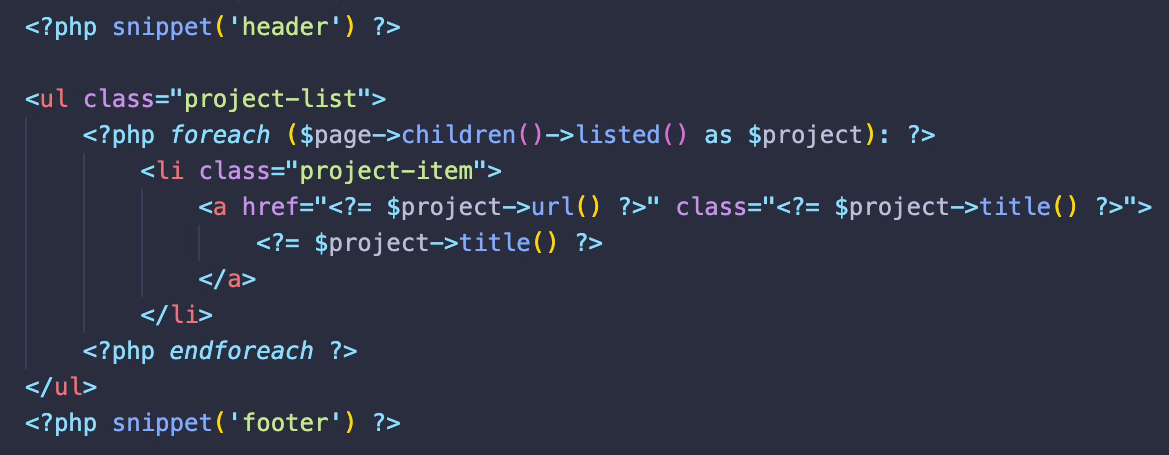 <?php snippet('header') ?>
<ul class="project-list">
<?php foreach ($page->children()->listed() as $project): ?>
<li class="project-item">
<a href="<?= $project->url() ?>" class="<?= $project->title() ?>">
<?= $project->title() ?>
</a>
</li>
<?php endforeach ?>
</ul>
<?php snippet('footer') ?>